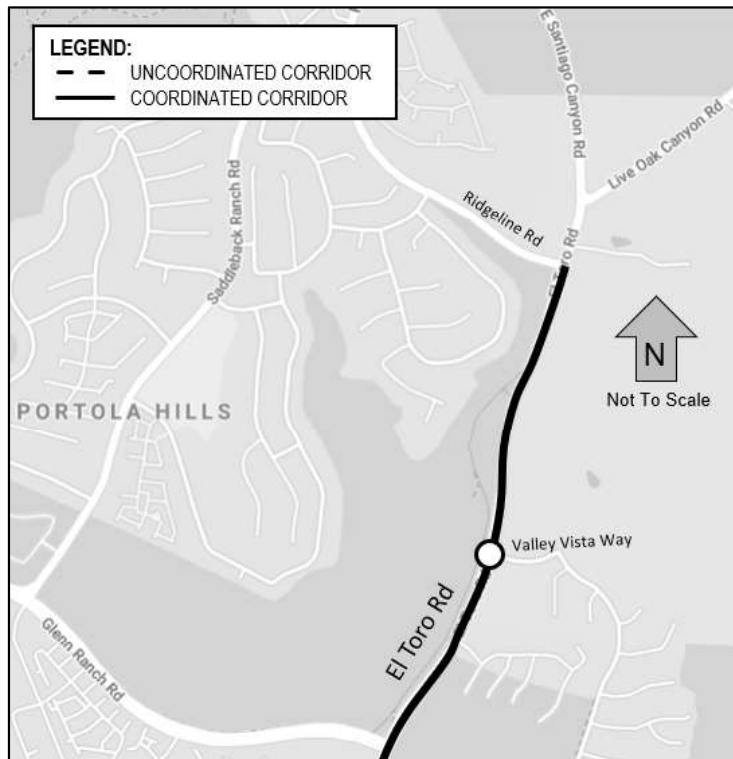 LEGEND:
UNCOORDINATED CORRIDOR
COORDINATED CORRIDOR
E Santiago Canyon Rd
Live Oak Canyon Rd
Saddleback Ranch Rd
Ridgeline Rd
El Toro Rd
N
Not To Scale
PORTOLA HILLS
Valley Vista Way
El Toro Rd
Glenn Ranch Rd